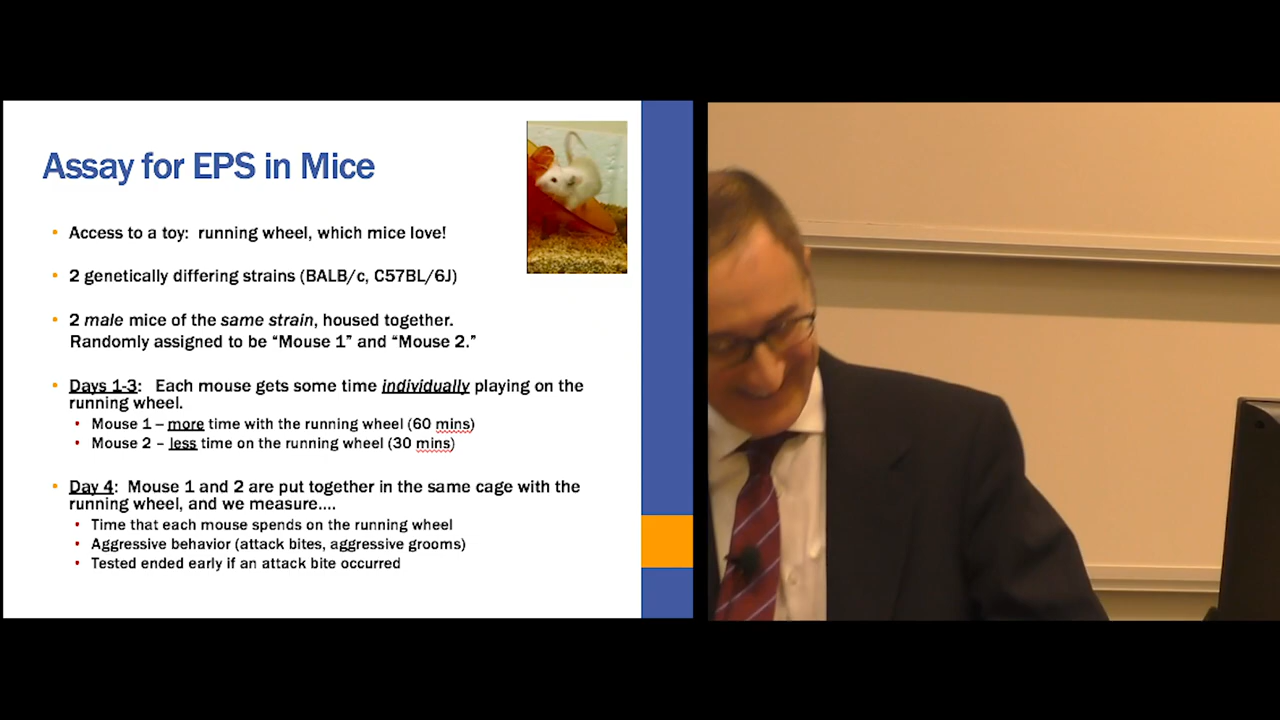 Assay for EPS in Mice
• Access to a toy: running wheel, which mice love!
• 2 genetically differing strains (BALB/c, C57BL/6J)
• 2 male mice of the same strain, housed together.
Randomly assigned to be “Mouse 1” and “Mouse 2.”
• Days 1-3: Each mouse gets some time individually playing on the
running wheel.
• Mouse 1 – more time with the running wheel (60 mins)
• Mouse 2 – less time on the running wheel (30 mins)
• Day 4: Mouse 1 and 2 are put together in the same cage with the
running wheel, and we measure....
• Time that each mouse spends on the running wheel
• Aggressive behavior (attack bites, aggressive grooms)
• Tested ended early if an attack bite occurred